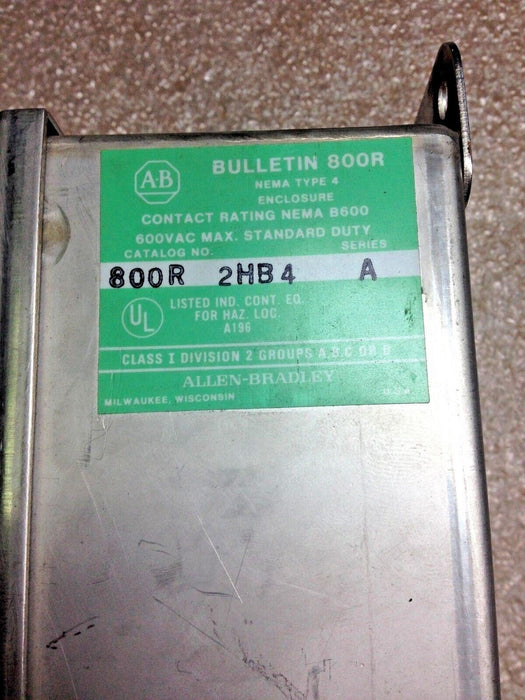 A-B
BULLETIN 800R
NEMA TYPE 4
ENCLOSURE
CONTACT RATING NEMA B600
600VAC MAX. STANDARD DUTY
CATALOG NO. SERIES
800R 2HB4 A
UL
LISTED IND. CONT. EQ.
FOR HAZ. LOC.
A196
CLASS I DIVISION 2 GROUPS A,B,C OR D
ALLEN-BRADLEY
MILWAUKEE, WISCONSIN